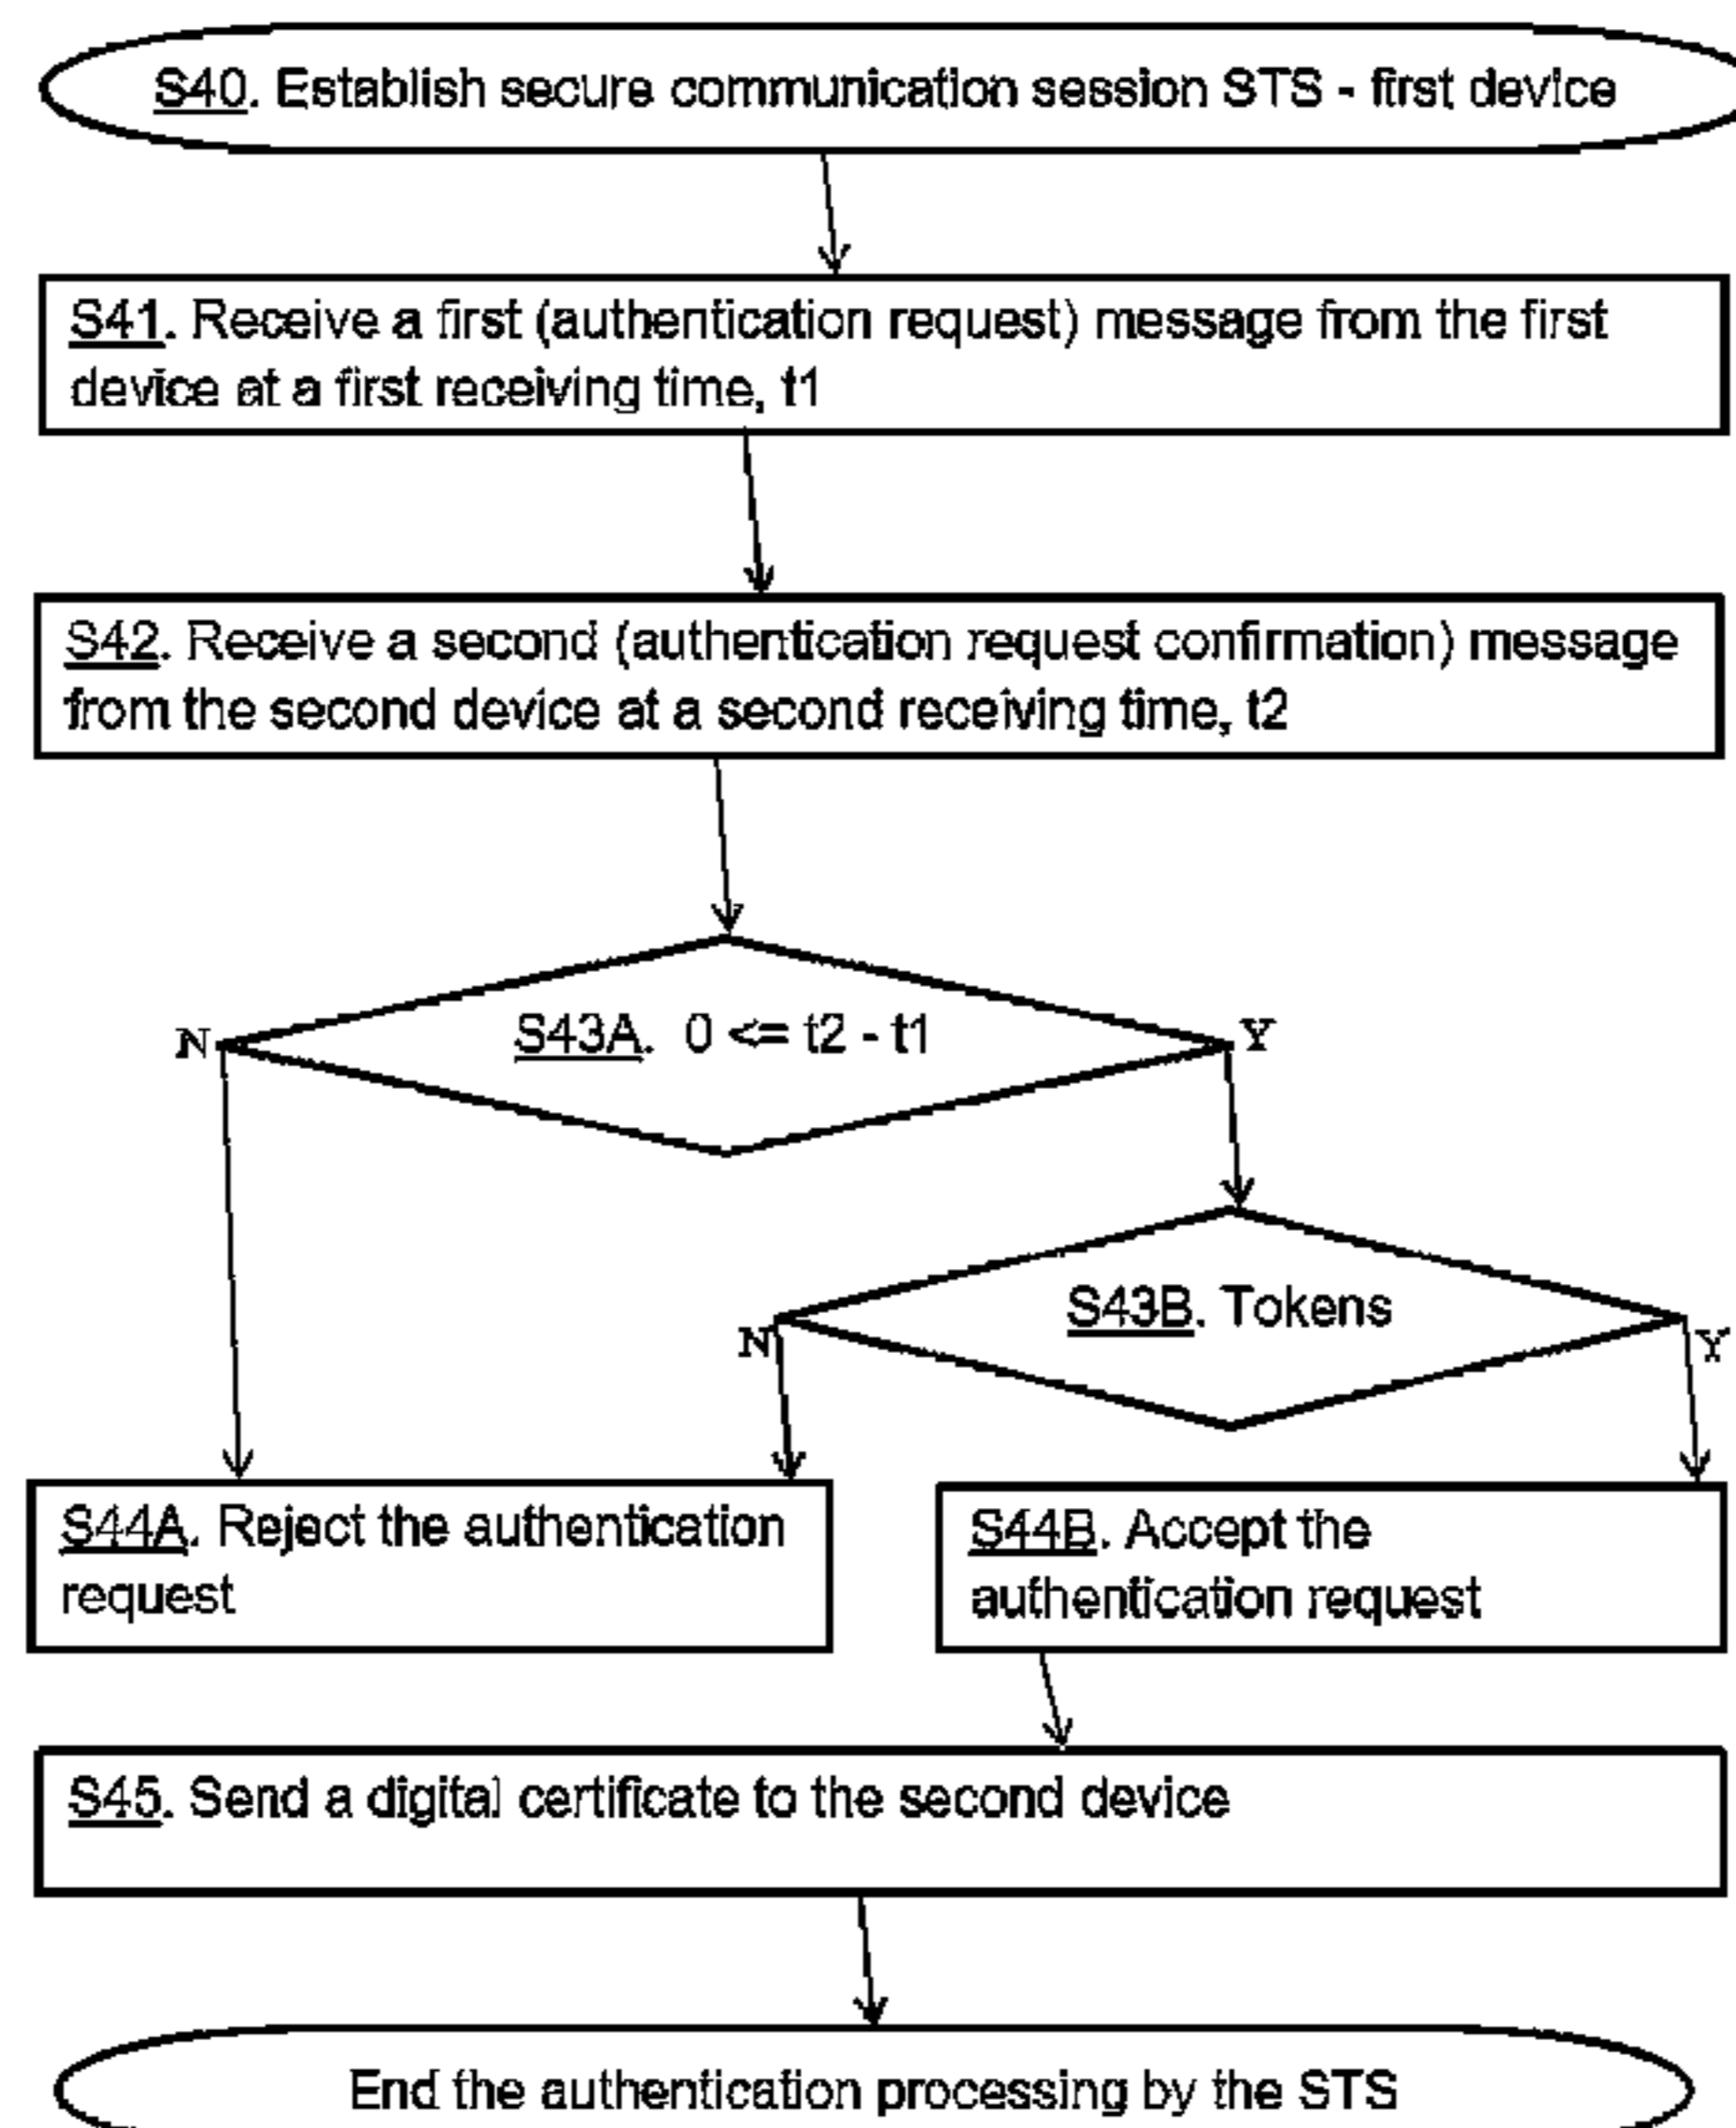 S40. Establish secure communication session STS - first device
S41. Receive a first (authentication request) message from the first
device at a first receiving time, t1
S42. Receive a second (authentication request confirmation) message
from the second device at a second receiving time, t2
S43A. 0 <= t2 - t1
N
Y
S43B. Tokens
N
Y
S44A. Reject the authentication
request
S44B. Accept the
authentication request
S45. Send a digital certificate to the second device
End the authentication processing by the STS